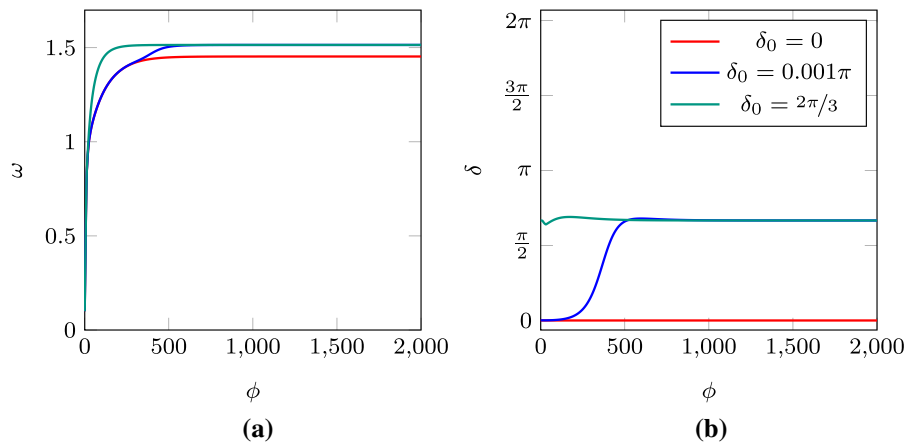 1.5
1
0.5
0
ω
0 500 1,000 1,500 2,000
ϕ
(a)
2π
3π/2
π
π/2
0
δ
δ₀ = 0
δ₀ = 0.001π
δ₀ = 2π/3
0 500 1,000 1,500 2,000
ϕ
(b)